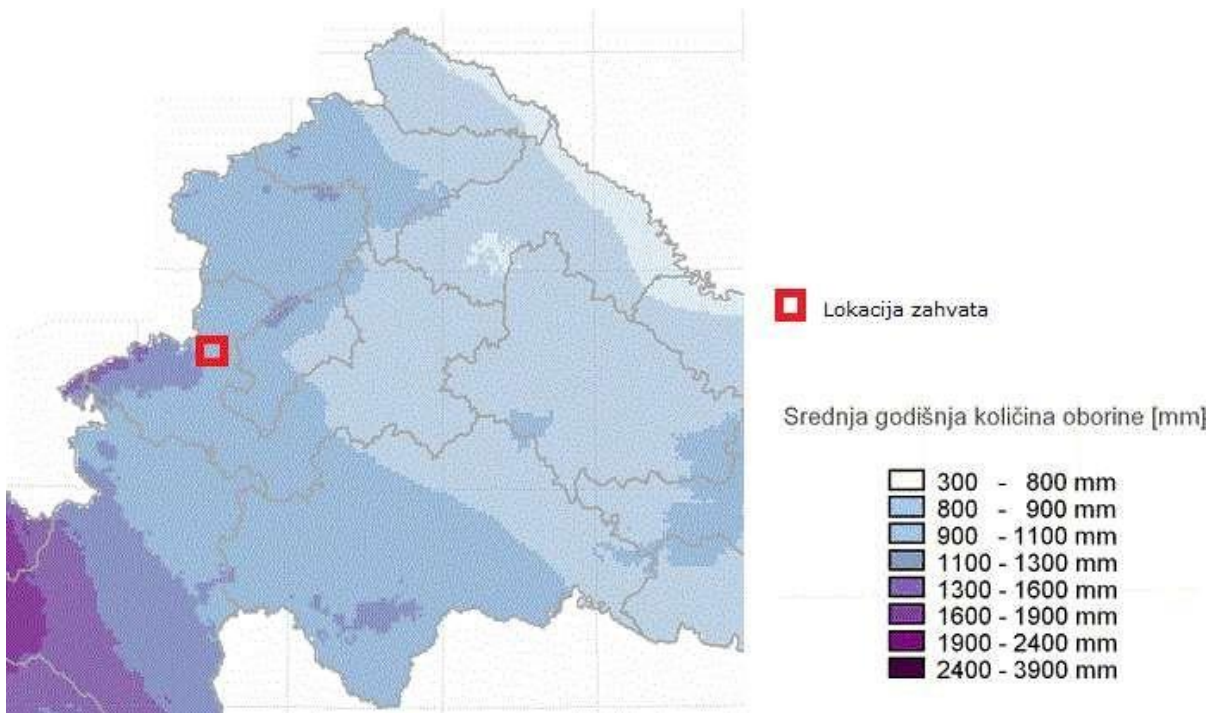 Lokacija zahvata
Srednja godišnja količina oborine [mm]
300 - 800 mm
800 - 900 mm
900 - 1100 mm
1100 - 1300 mm
1300 - 1600 mm
1600 - 1900 mm
1900 - 2400 mm
2400 - 3900 mm